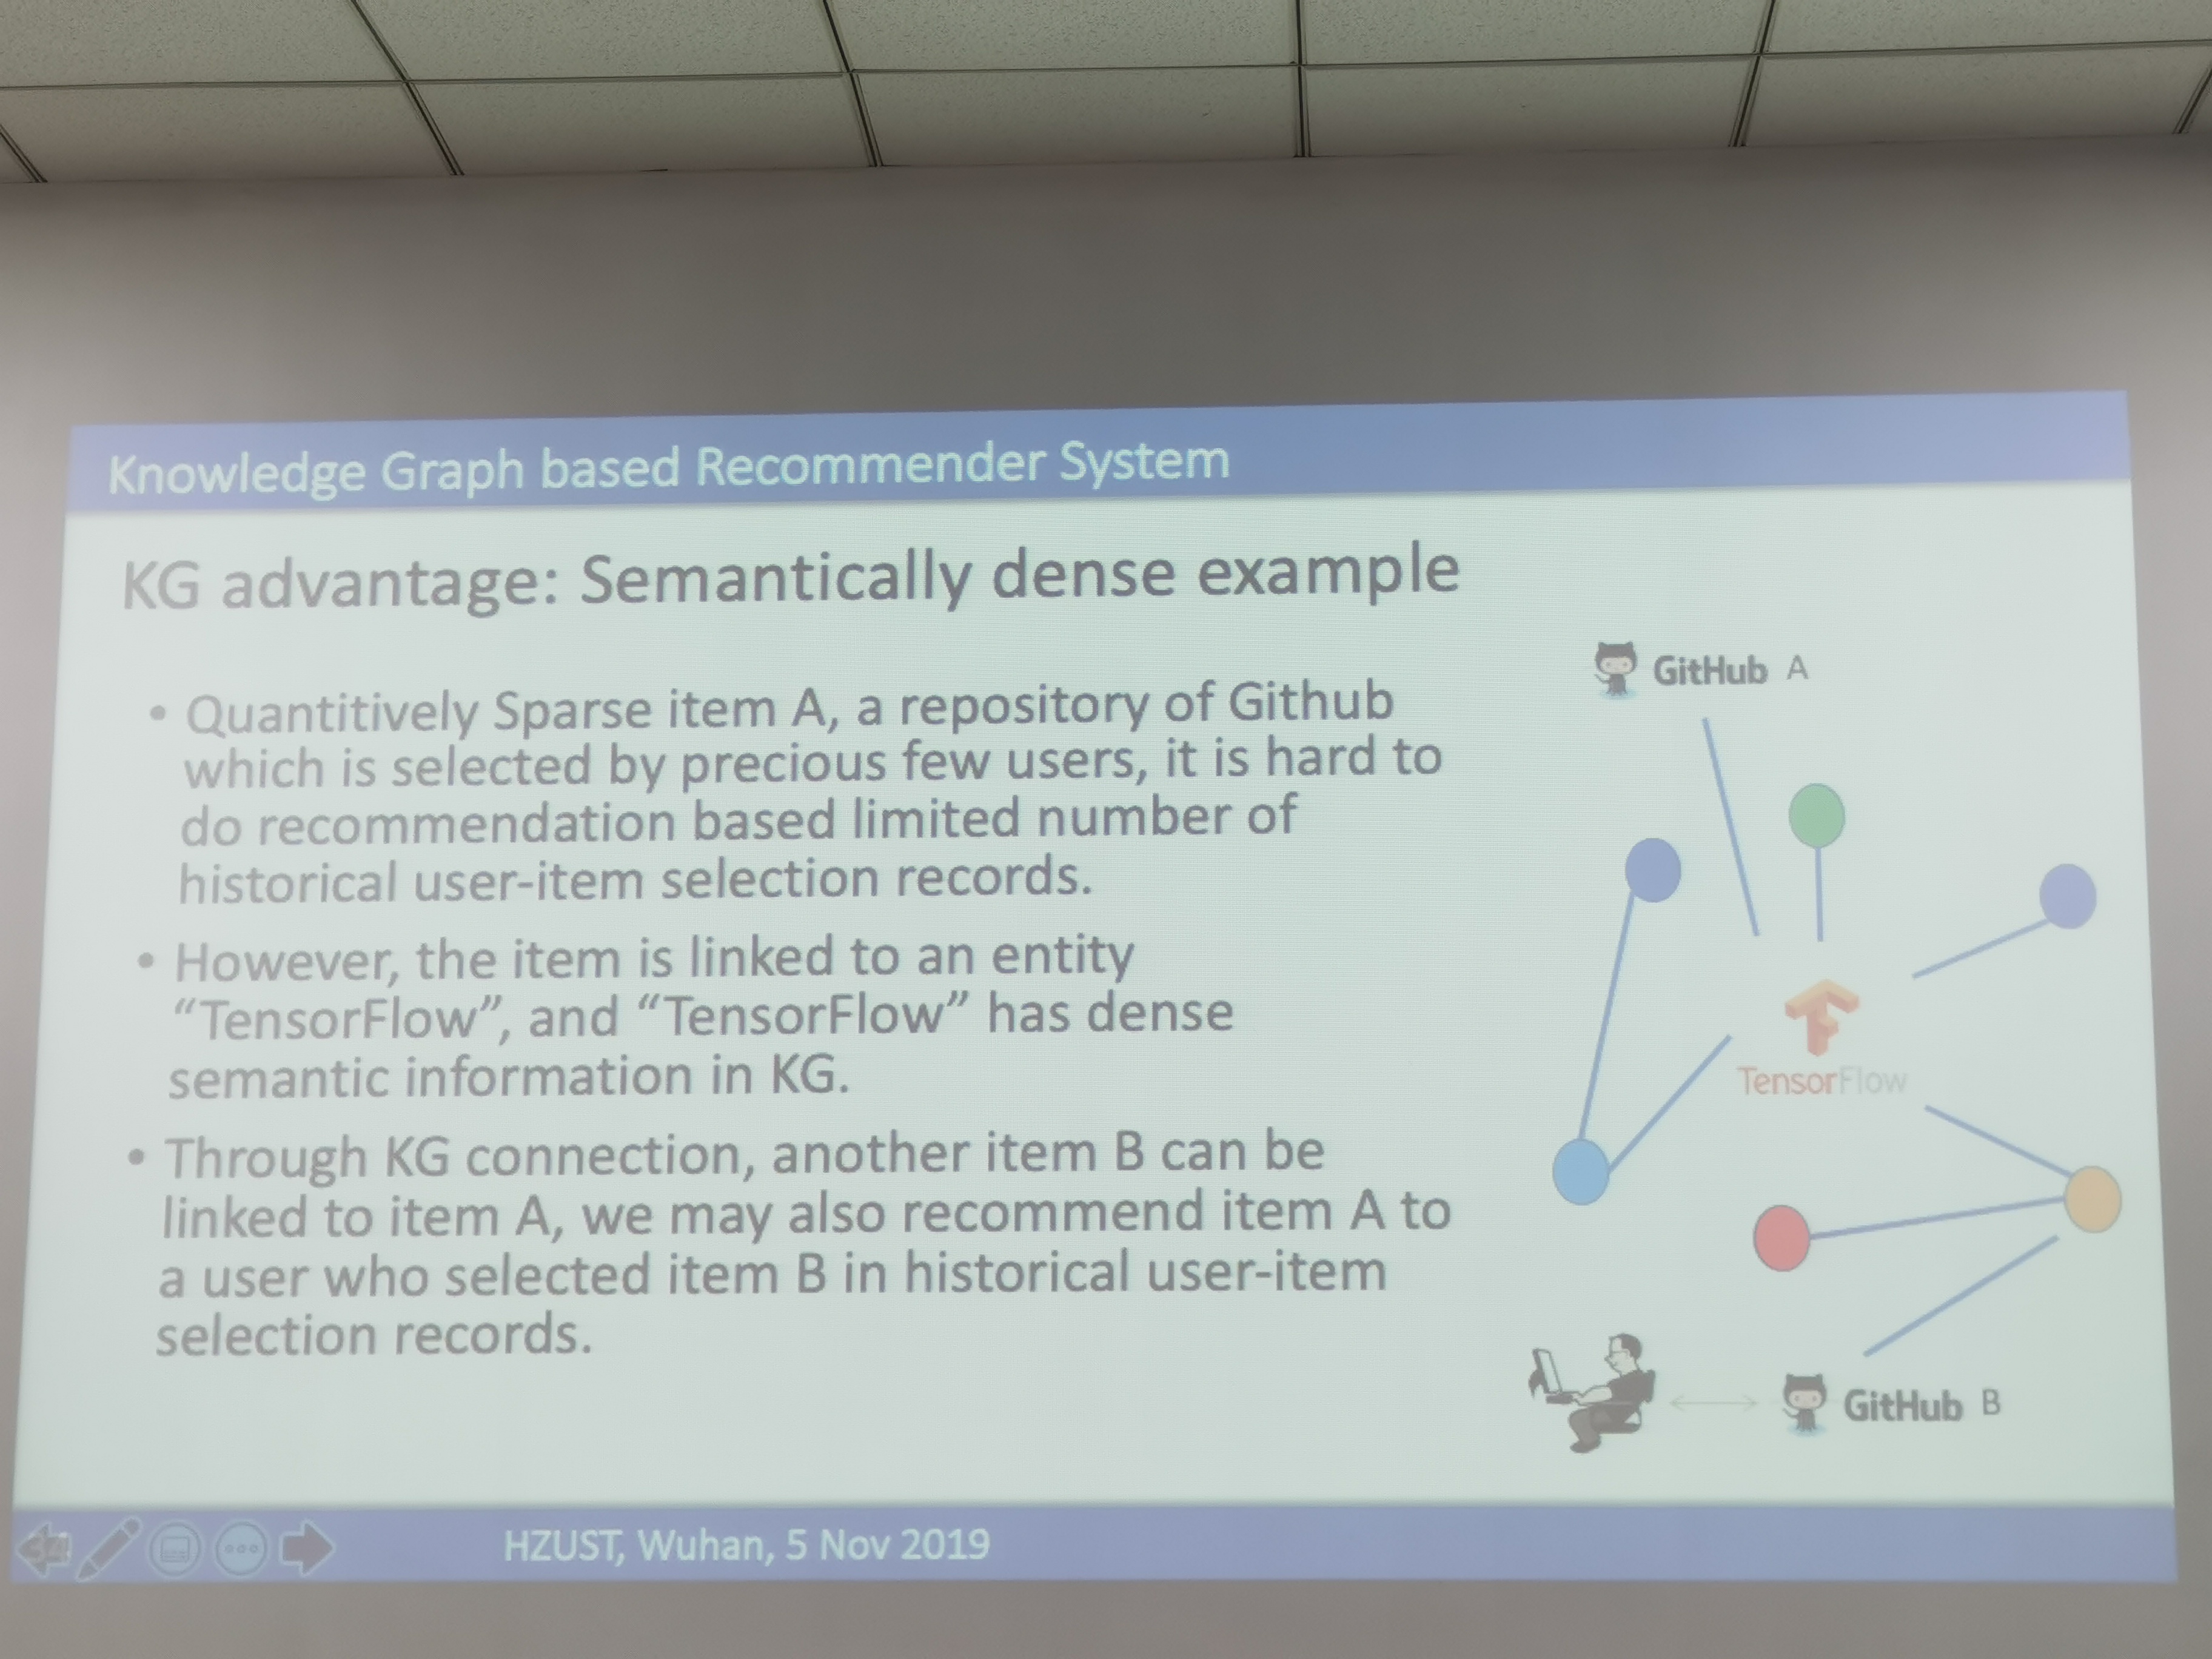 Knowledge Graph based Recommender System
KG advantage: Semantically dense example
• Quantitively Sparse item A, a repository of Github
which is selected by precious few users, it is hard to
do recommendation based limited number of
historical user-item selection records.
• However, the item is linked to an entity
“TensorFlow”, and “TensorFlow” has dense
semantic information in KG.
• Through KG connection, another item B can be
linked to item A, we may also recommend item A to
a user who selected item B in historical user-item
selection records.
GitHub A
TensorFlow
GitHub B
HZUST, Wuhan, 5 Nov 2019